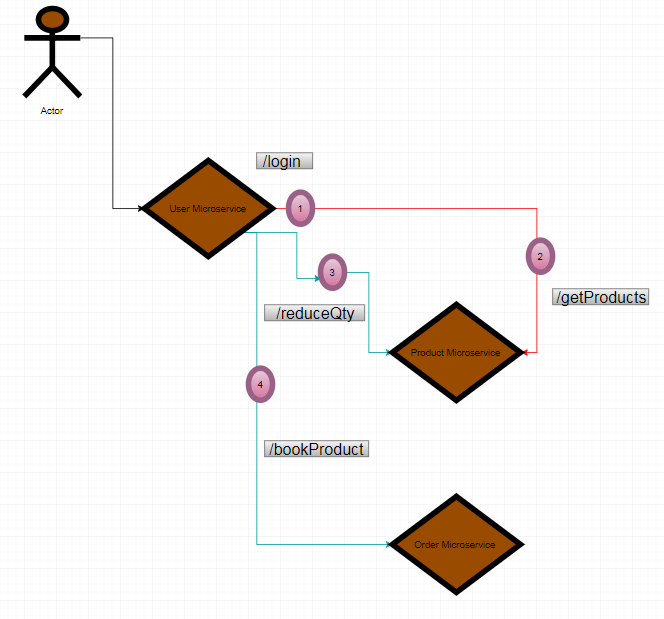 Actor
/login
User Microservice
1
2
3
/getProducts
/reduceQty
Product Microservice
4
/bookProduct
Order Microservice